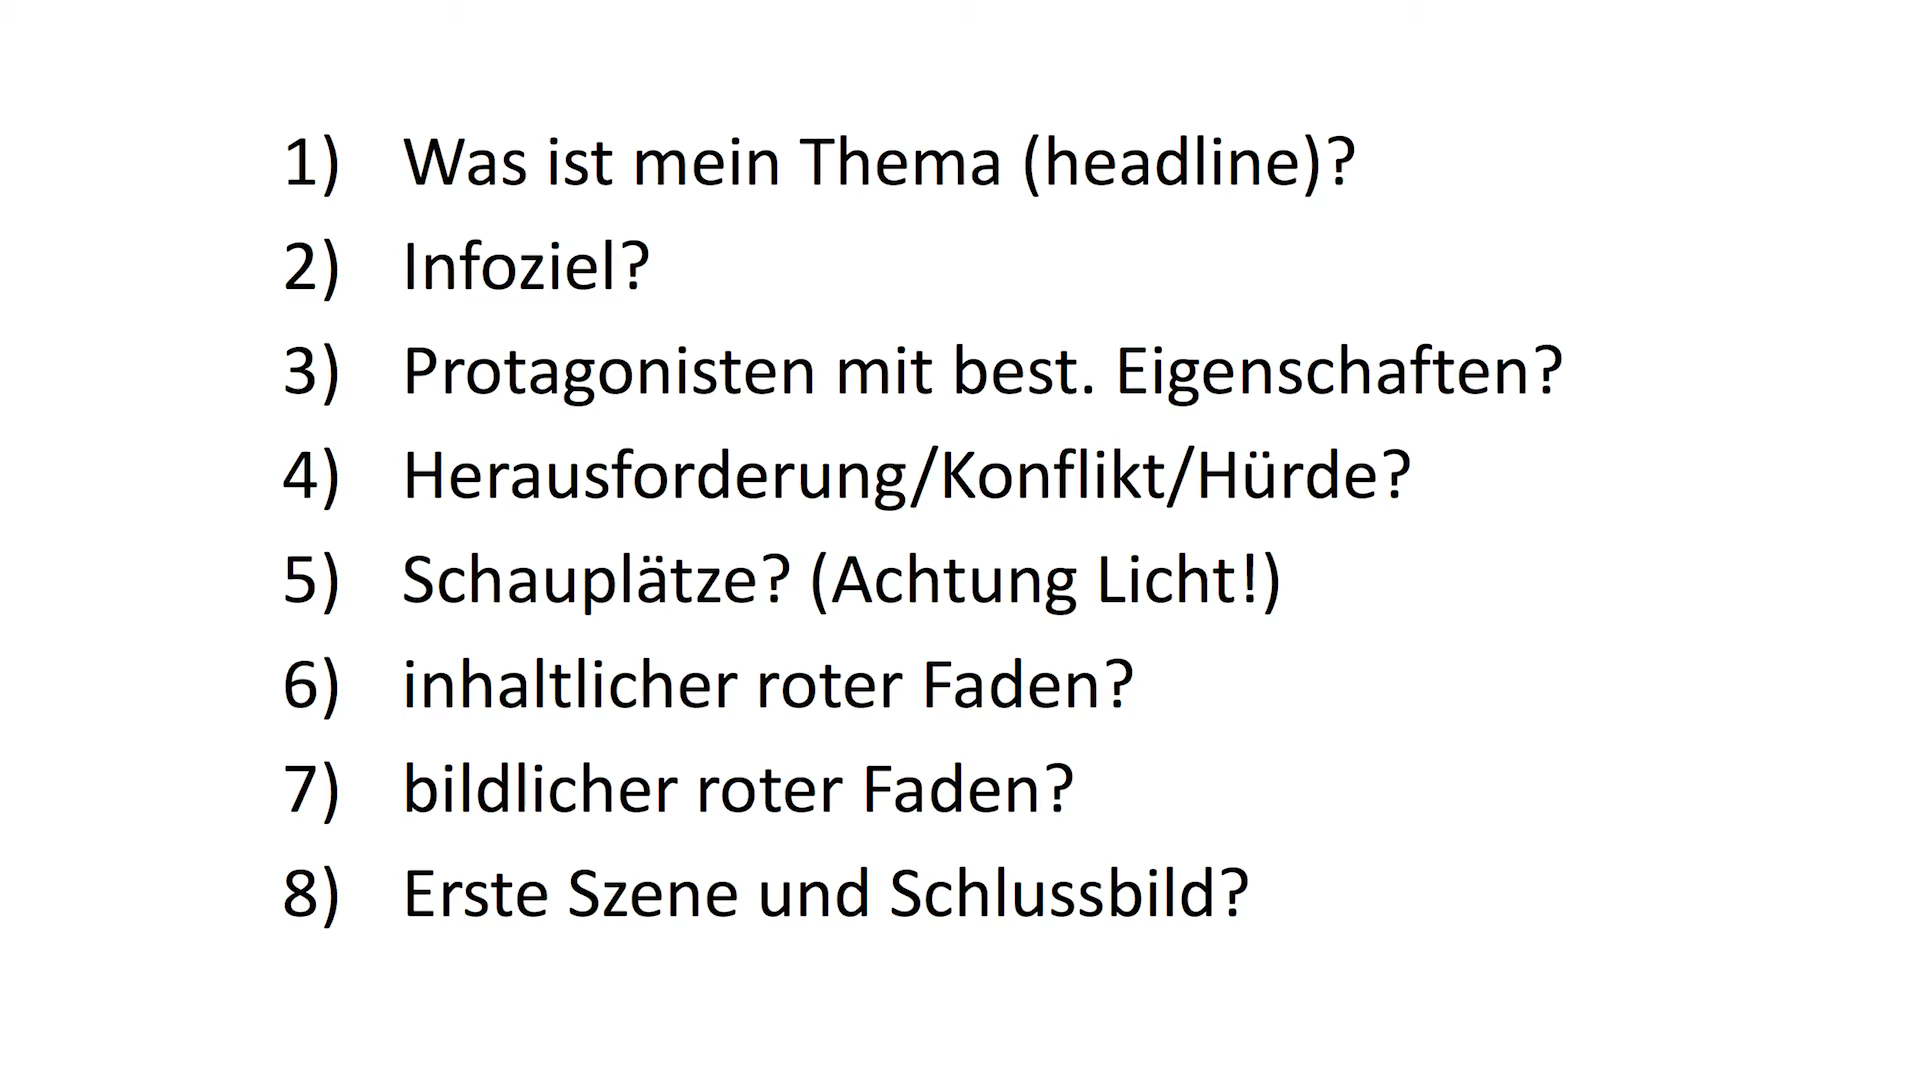 1) Was ist mein Thema (headline)?
2) Infoziel?
3) Protagonisten mit best. Eigenschaften?
4) Herausforderung/Konflikt/Hürde?
5) Schauplätze? (Achtung Licht!)
6) inhaltlicher roter Faden?
7) bildlicher roter Faden?
8) Erste Szene und Schlussbild?